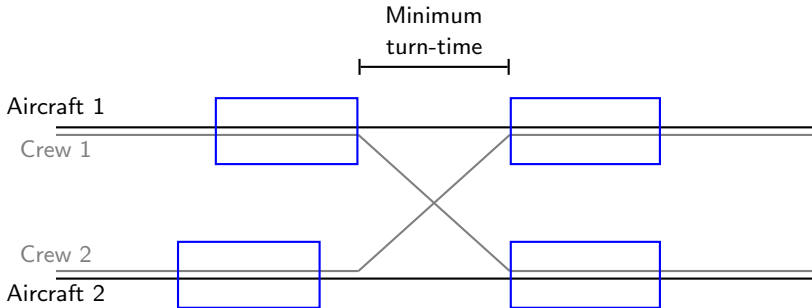 Minimum
turn-time
Aircraft 1
Crew 1
Crew 2
Aircraft 2